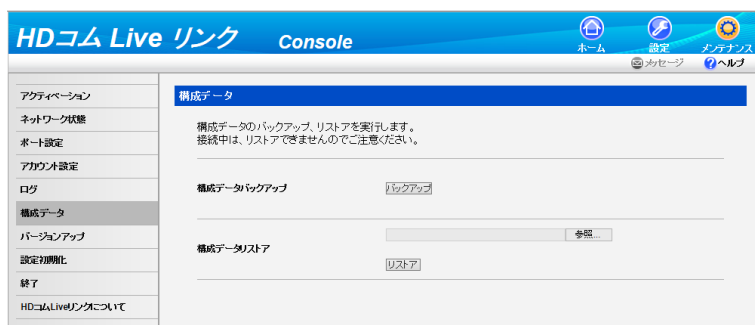 HDコム Live リンク Console
ホーム
設定
メンテナンス
メッセージ
ヘルプ
アクティベーション
ネットワーク状態
ポート設定
アカウント設定
ログ
構成データ
バージョンアップ
設定初期化
終了
HDコムLiveリンクについて
構成データ
構成データのバックアップ、リストアを実行します。
接続中は、リストアできませんのでご注意ください。
構成データバックアップ
バックアップ
参照...
構成データリストア
リストア